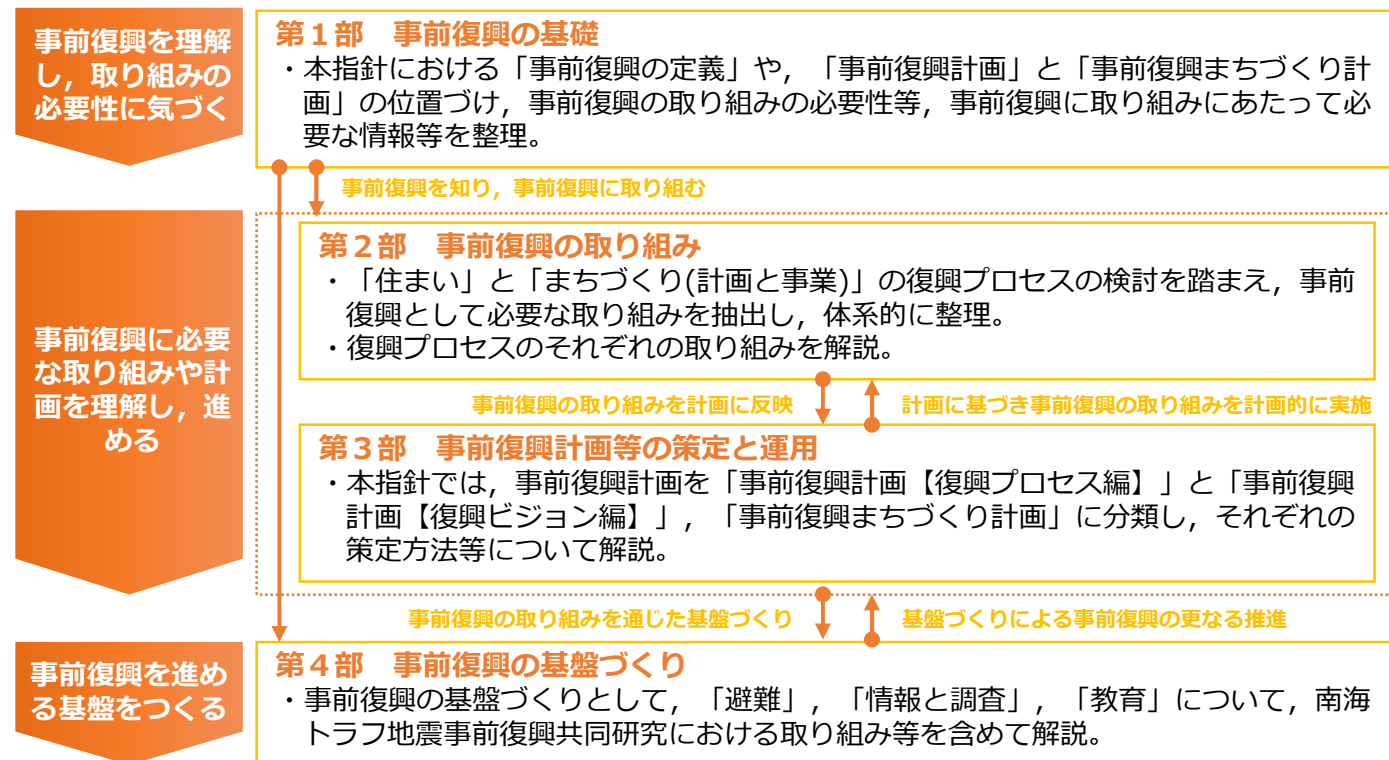 事前復興を理解
し，取り組みの
必要性に気づく
第１部　事前復興の基礎
・本指針における「事前復興の定義」や，「事前復興計画」と「事前復興まちづくり計
画」の位置づけ，事前復興の取り組みの必要性等，事前復興に取り組みにあたって必
要な情報等を整理。
事前復興を知り，事前復興に取り組む
事前復興に必要
な取り組みや計
画を理解し，進
める
第２部　事前復興の取り組み
・「住まい」と「まちづくり(計画と事業)」の復興プロセスの検討を踏まえ，事前
復興として必要な取り組みを抽出し，体系的に整理。
・復興プロセスのそれぞれの取り組みを解説。
事前復興の取り組みを計画に反映
計画に基づき事前復興の取り組みを計画的に実施
第３部　事前復興計画等の策定と運用
・本指針では，事前復興計画を「事前復興計画【復興プロセス編】」と「事前復興
計画【復興ビジョン編】」，「事前復興まちづくり計画」に分類し，それぞれの
策定方法等について解説。
事前復興の取り組みを通じた基盤づくり
基盤づくりによる事前復興の更なる推進
事前復興を進め
る基盤をつくる
第４部　事前復興の基盤づくり
・事前復興の基盤づくりとして，「避難」，「情報と調査」，「教育」について，南海
トラフ地震事前復興共同研究における取り組み等を含めて解説。